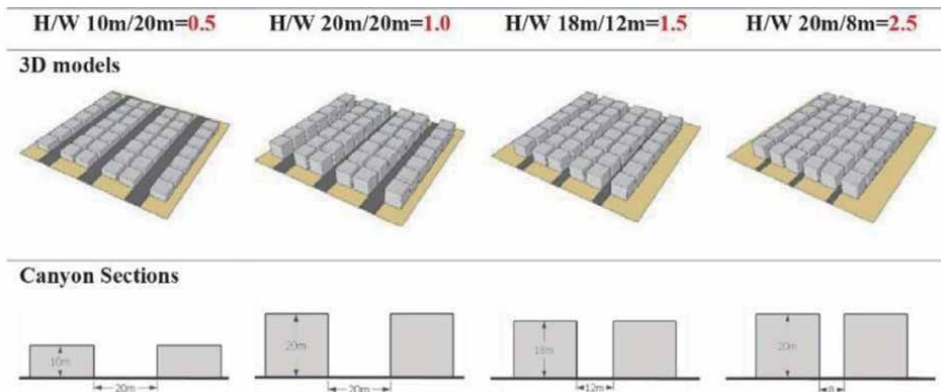 H/W 10m/20m=0.5 H/W 20m/20m=1.0 H/W 18m/12m=1.5 H/W 20m/8m=2.5
3D models
Canyon Sections
10m 20m 18m 20m
20m 20m 12m 8